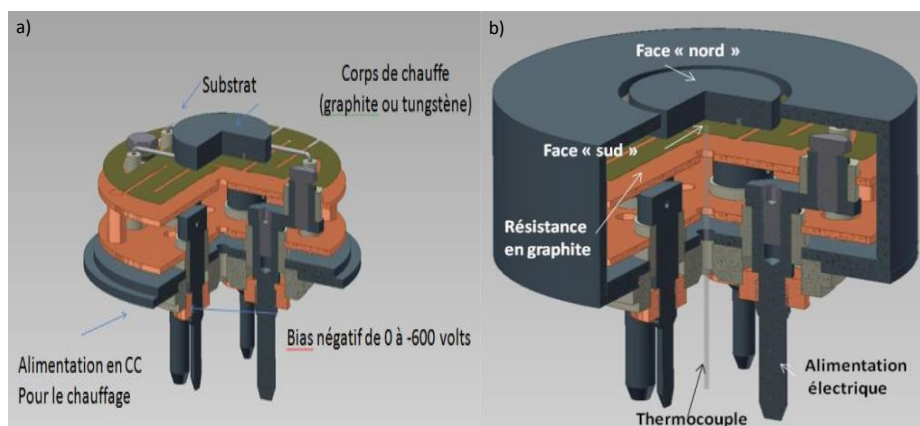 a)
Substrat
Corps de chauffe
(graphite ou tungstène)
Bias négatif de 0 à -600 volts
Alimentation en CC
Pour le chauffage
b)
Face « nord »
Face « sud »
Résistance
en graphite
Alimentation
électrique
Thermocouple